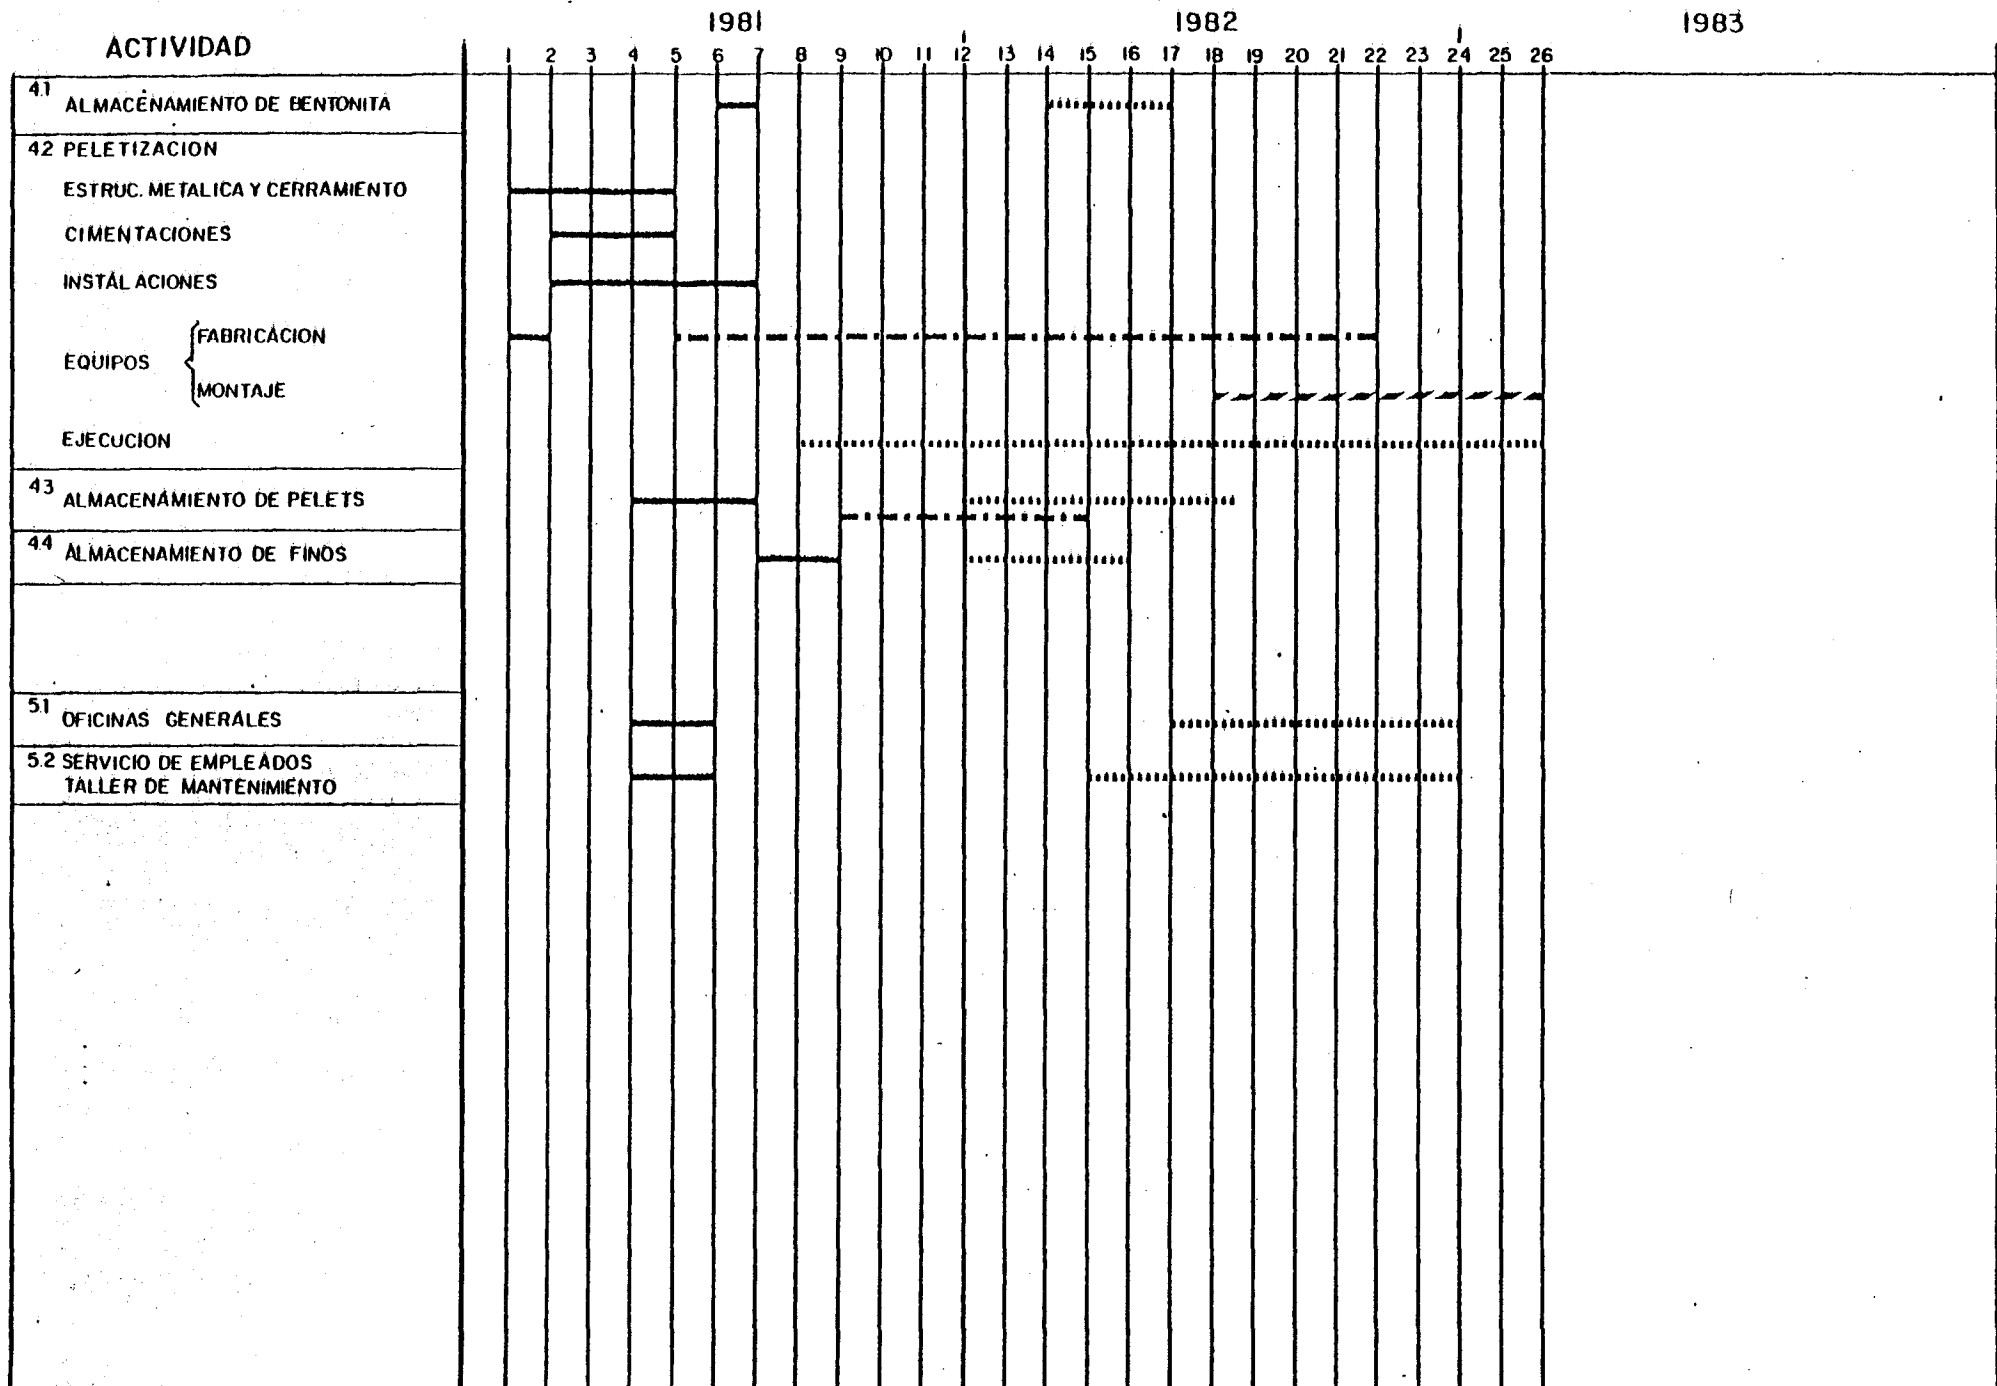 1981 1982 1983
ACTIVIDAD
1 2 3 4 5 6 7 8 9 10 11 12 13 14 15 16 17 18 19 20 21 22 23 24 25 26
4.1 ALMACENAMIENTO DE BENTONITA
4.2 PELETIZACION
ESTRUC. METALICA Y CERRAMIENTO
CIMENTACIONES
INSTALACIONES
EQUIPOS
FABRICACION
MONTAJE
EJECUCION
4.3 ALMACENAMIENTO DE PELETS
4.4 ALMACENAMIENTO DE FINOS
5.1 OFICINAS GENERALES
5.2 SERVICIO DE EMPLEADOS
TALLER DE MANTENIMIENTO